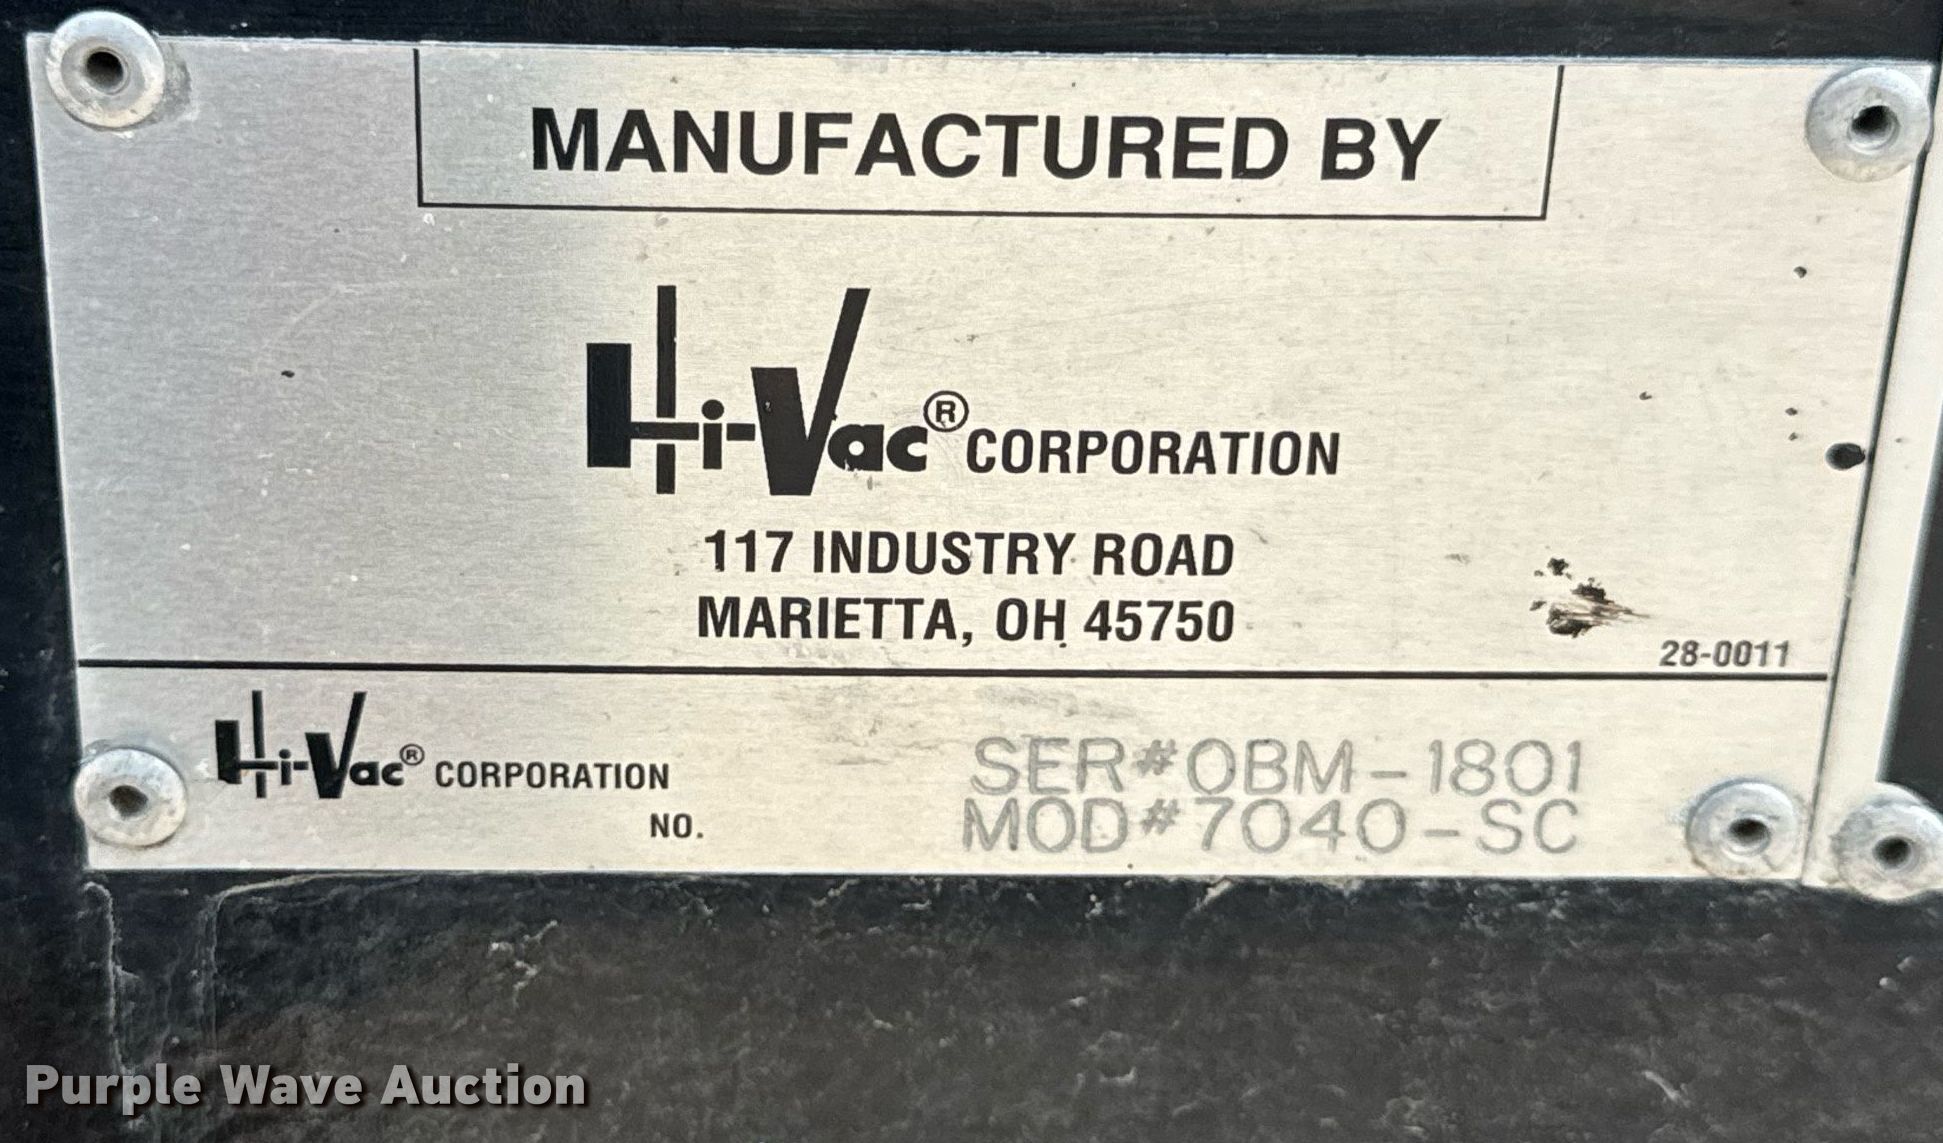 MANUFACTURED BY
Hi-Vac® CORPORATION
117 INDUSTRY ROAD
MARIETTA, OH 45750
28-0011
Hi-Vac® CORPORATION
NO.
SER#OBM-1801
MOD#7040-SC
Purple Wave Auction